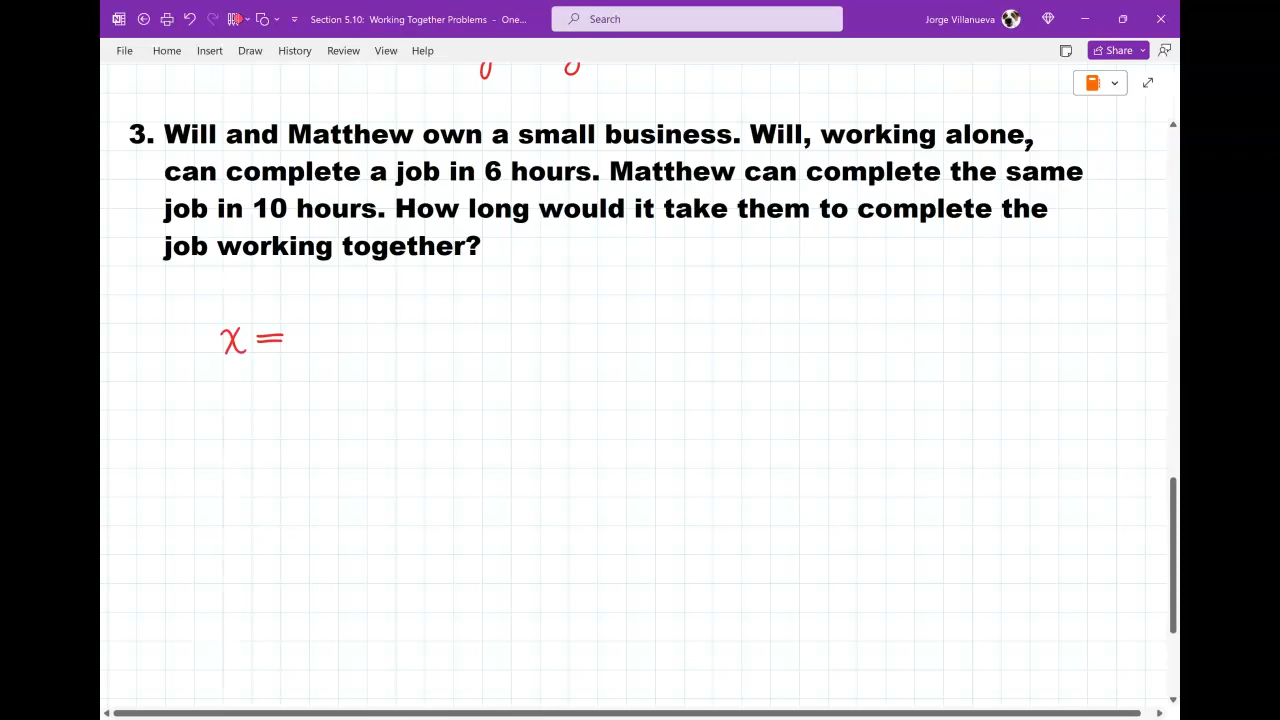 Section 5.10: Working Together Problems - One...
Search
Jorge Villanueva
File Home Insert Draw History Review View Help
Share
3. Will and Matthew own a small business. Will, working alone,
can complete a job in 6 hours. Matthew can complete the same
job in 10 hours. How long would it take them to complete the
job working together?
x =